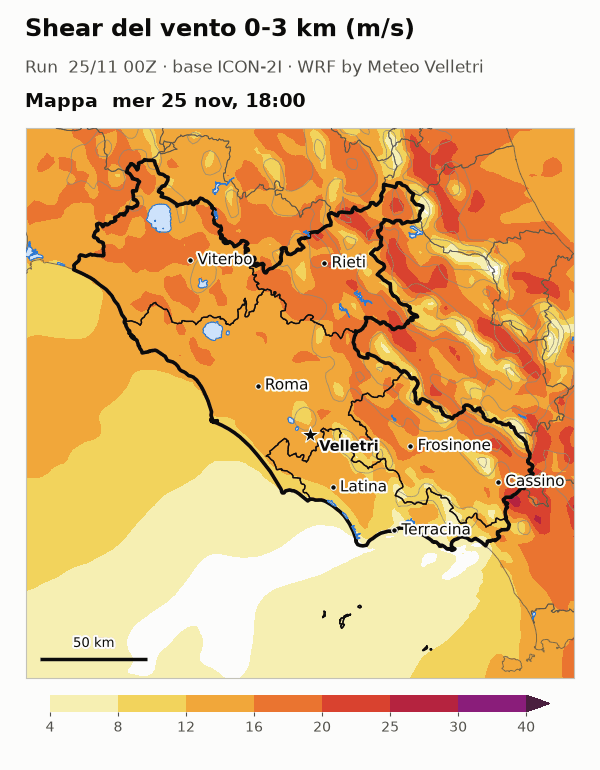 Shear del vento 0-3 km (m/s)
Run  25/11 00Z · base ICON-2I · WRF by Meteo Velletri
Mappa  mer 25 nov, 18:00
Viterbo
Rieti
Roma
Velletri
Frosinone
Latina
Cassino
Terracina
50 km
4 8 12 16 20 25 30 40